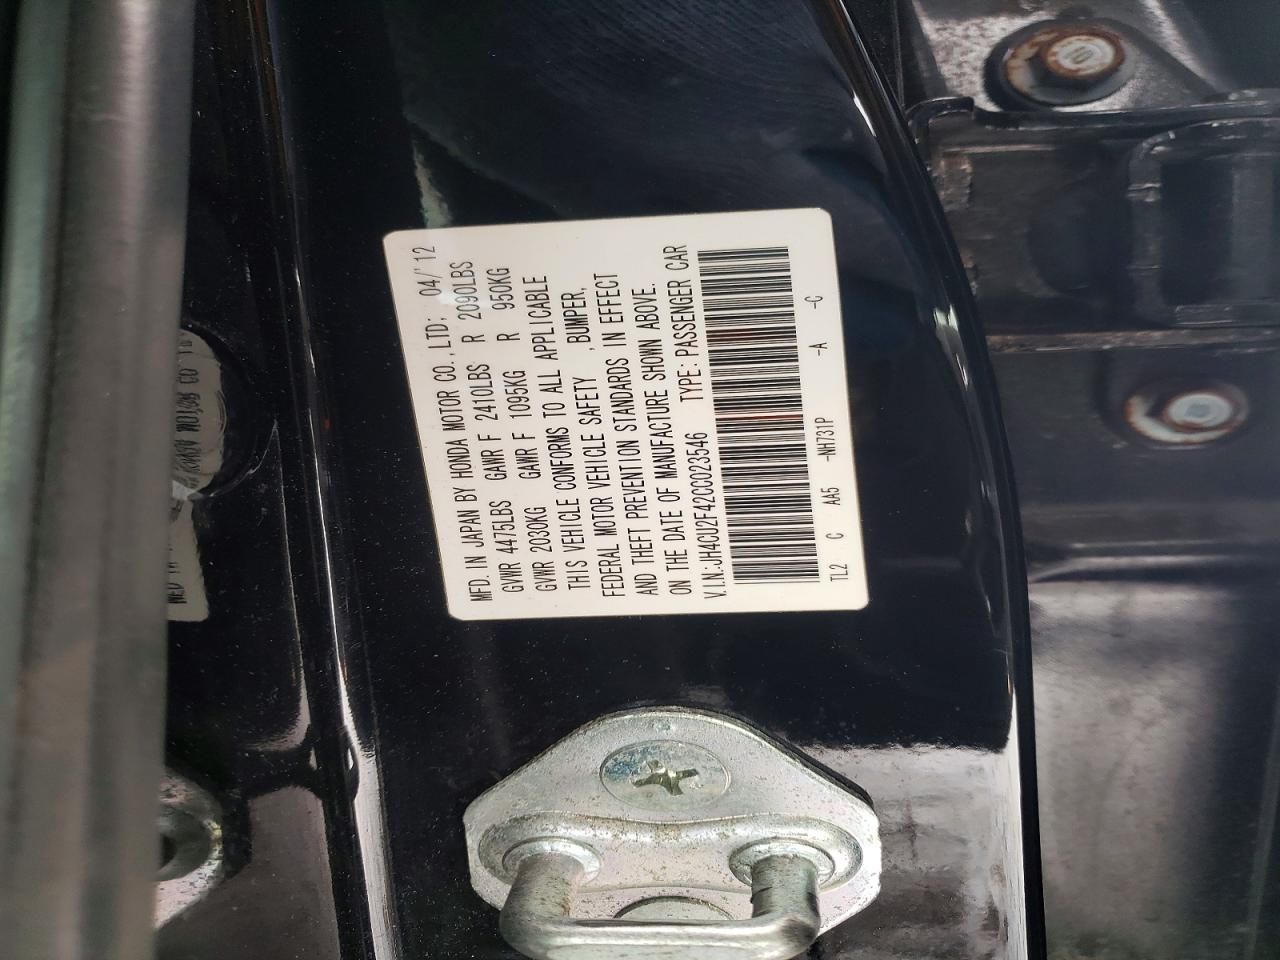 MFD. IN JAPAN BY HONDA MOTOR CO., LTD; 04/'12
GVWR 4475LBS GAWR F 2410LBS R 2090LBS
GVWR 2030KG GAWR F 1095KG R 950KG
THIS VEHICLE CONFORMS TO ALL APPLICABLE
FEDERAL MOTOR VEHICLE SAFETY ,BUMPER,
AND THEFT PREVENTION STANDARDS IN EFFECT
ON THE DATE OF MANUFACTURE SHOWN ABOVE.
V.I.N.:JH4CU2F42CC023546 TYPE: PASSENGER CAR
TL2 C AA5 -NH731P -A -C